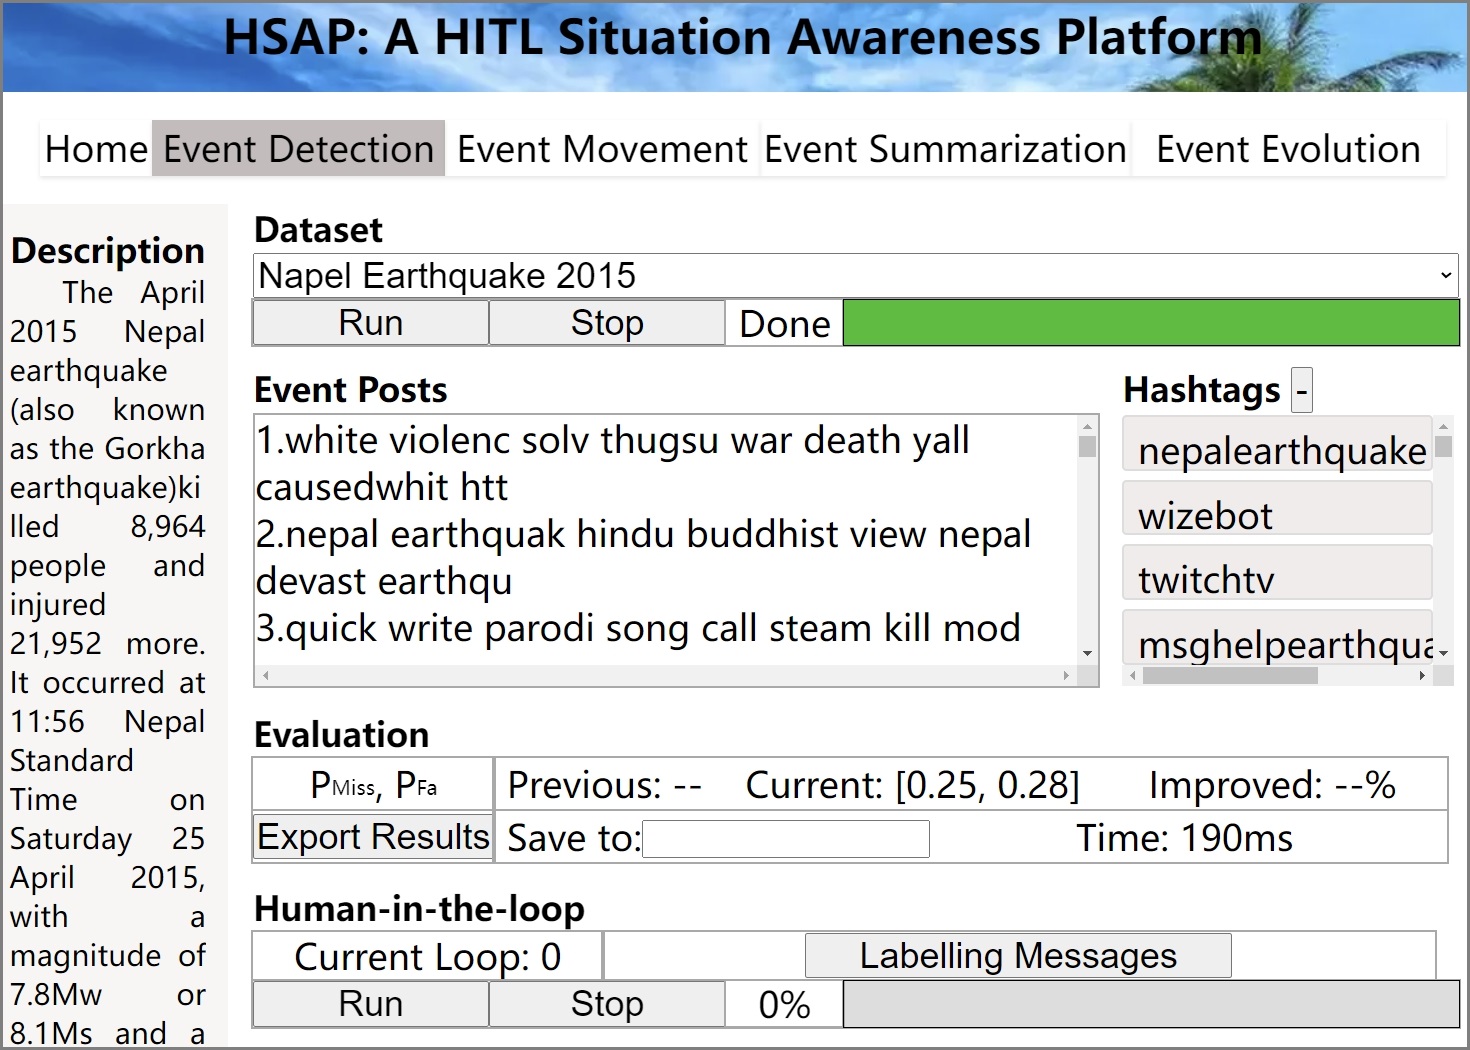 HSAP: A HITL Situation Awareness Platform
Home Event Detection Event Movement Event Summarization Event Evolution
Description
The April
2015 Nepal
earthquake
(also known
as the Gorkha
earthquake)ki
lled 8,964
people and
injured
21,952 more.
It occurred at
11:56 Nepal
Standard
Time on
Saturday 25
April 2015,
with a
magnitude of
7.8Mw or
8.1Ms and a
Dataset
Napel Earthquake 2015
Run Stop Done
Event Posts
1.white violenc solv thugsu war death yall
causedwhit htt
2.nepal earthquak hindu buddhist view nepal
devast earthqu
3.quick write parodi song call steam kill mod
Hashtags -
nepalearthquake
wizebot
twitchtv
msghelpearthqua
Evaluation
PMiss, PFa Previous: -- Current: [0.25, 0.28] Improved: --%
Export Results Save to: Time: 190ms
Human-in-the-loop
Current Loop: 0 Labelling Messages
Run Stop 0%